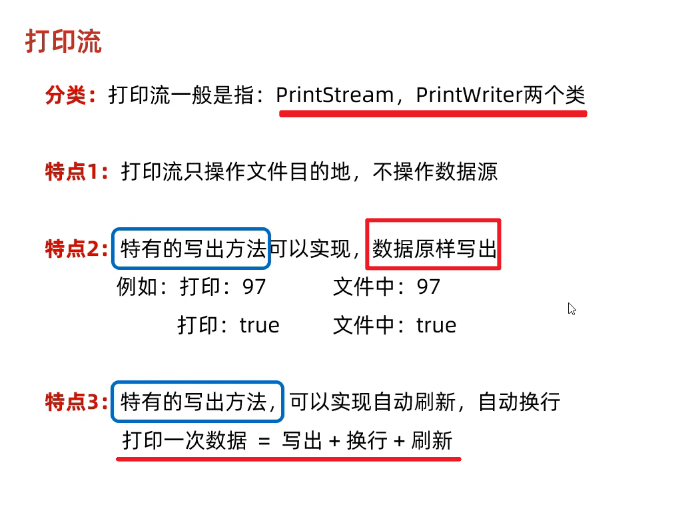 打印流
分类：打印流一般是指：PrintStream，PrintWriter两个类
特点1：打印流只操作文件目的地，不操作数据源
特点2：特有的写出方法可以实现，数据原样写出
例如：打印：97 文件中：97
打印：true 文件中：true
特点3：特有的写出方法，可以实现自动刷新，自动换行
打印一次数据 = 写出 + 换行 + 刷新